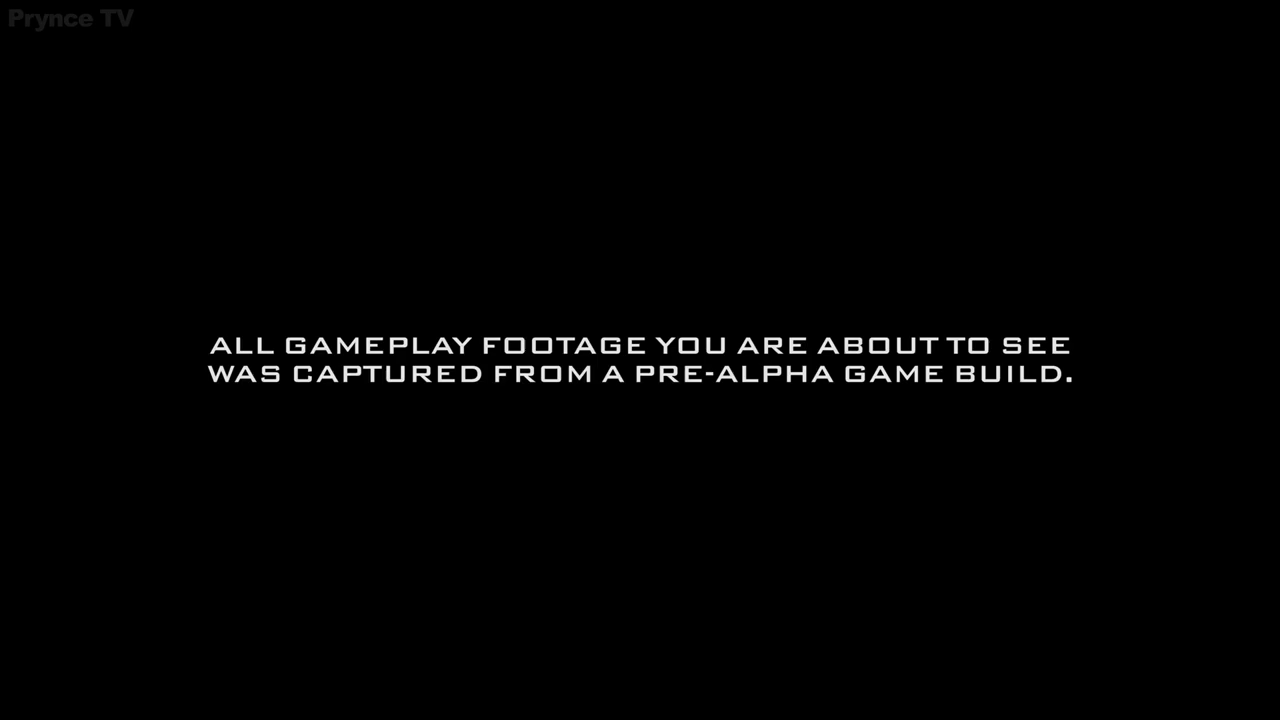 Prynce TV
ALL GAMEPLAY FOOTAGE YOU ARE ABOUT TO SEE
WAS CAPTURED FROM A PRE-ALPHA GAME BUILD.